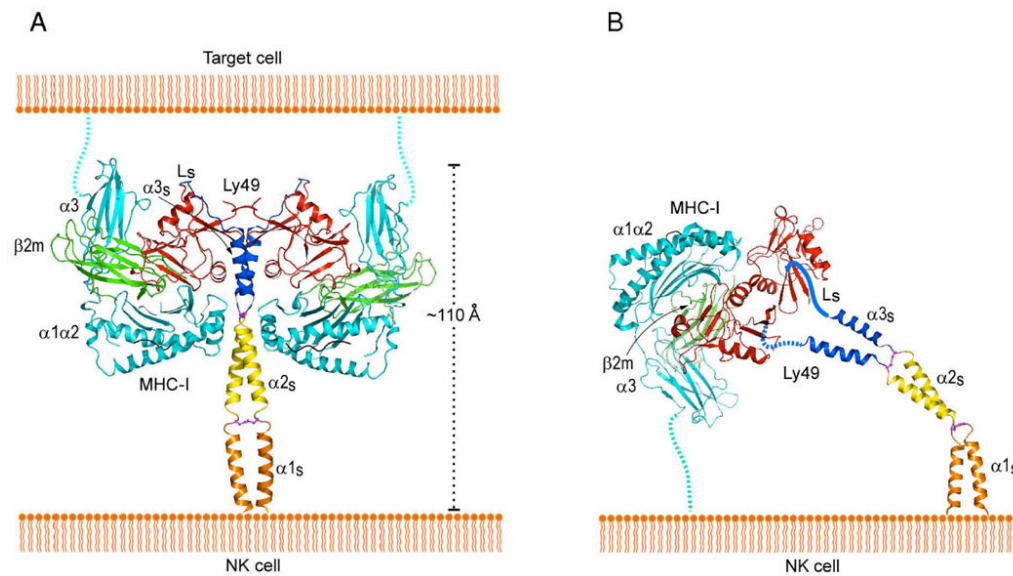 A
Target cell
Ls
α3s
Ly49
α3
β2m
α1α2
~110 Å
MHC-I
α2s
α1s
NK cell
B
MHC-I
α1α2
Ls
α3s
β2m
α3
Ly49
α2s
α1s
NK cell